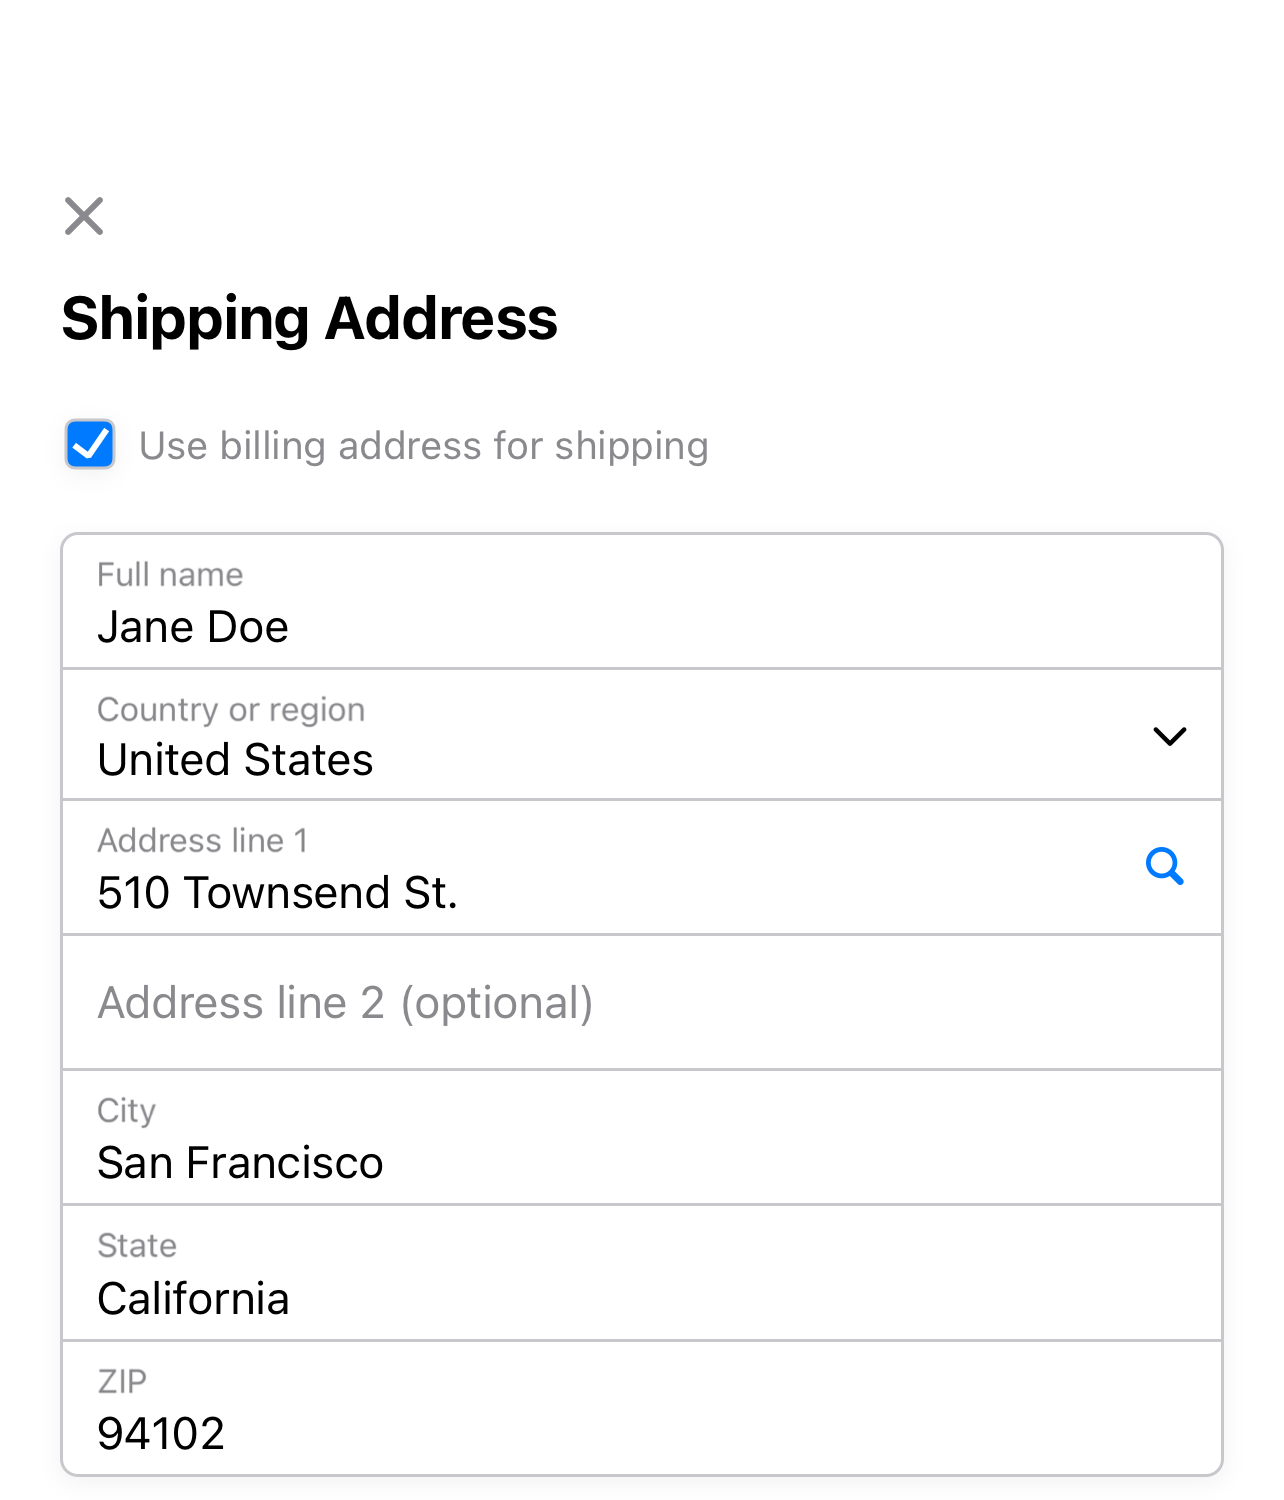 Shipping Address
Use billing address for shipping
Full name
Jane Doe
Country or region
United States
Address line 1
510 Townsend St.
Address line 2 (optional)
City
San Francisco
State
California
ZIP
94102